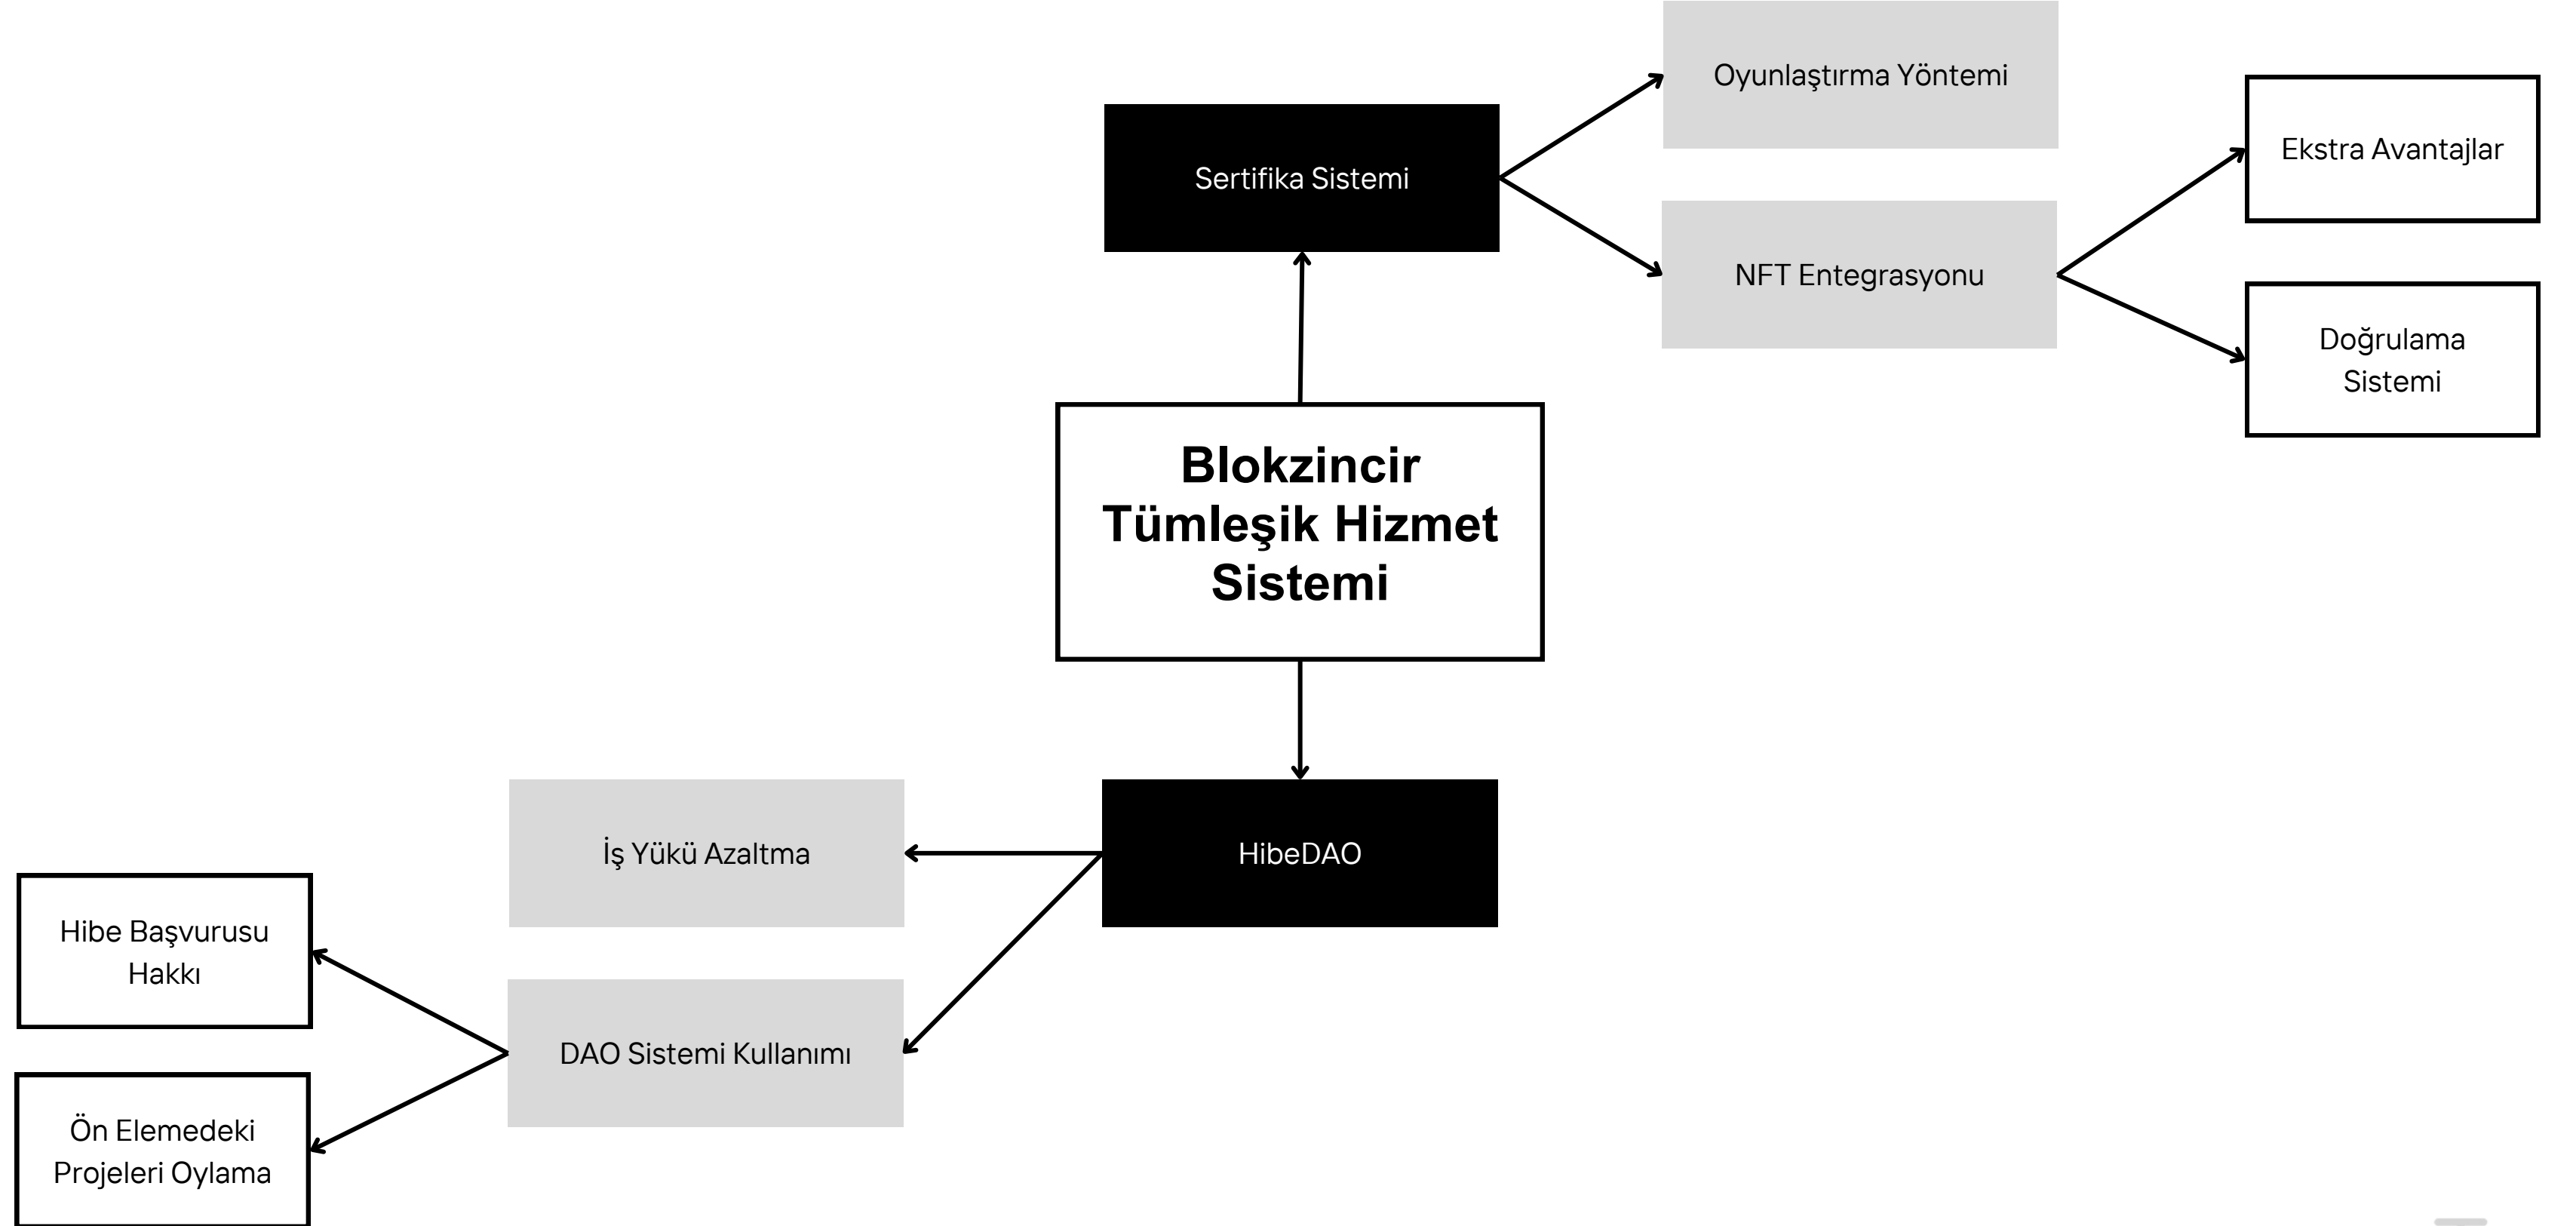 Oyunlaştırma Yöntemi
Sertifika Sistemi
Ekstra Avantajlar
NFT Entegrasyonu
Doğrulama
Sistemi
Blokzincir
Tümleşik Hizmet
Sistemi
İş Yükü Azaltma
HibeDAO
Hibe Başvurusu
Hakkı
DAO Sistemi Kullanımı
Ön Elemedeki
Projeleri Oylama